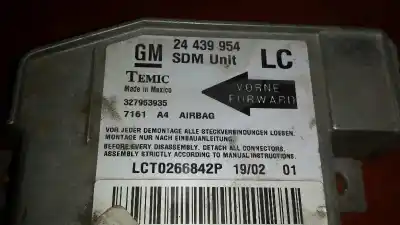 GM 24 439 954 LC
SDM Unit
TEMIC
Made in Mexico
VORNE
FORWARD
327963935
7161 A4 AIRBAG
VOR JEDER DEMONTAGE ALLE STECKVERBINDUNGEN LOESEN.
MONTAGE NUR NACH EINBAUANLEITUNG.
BEFORE EVERY DISASSEMBLY, DETACH ALL CONNECTORS.
ASSEMBLY STRICTLY ACCORDING TO MANUAL INSTRUCTIONS.
LCT0266842P 19/02 01